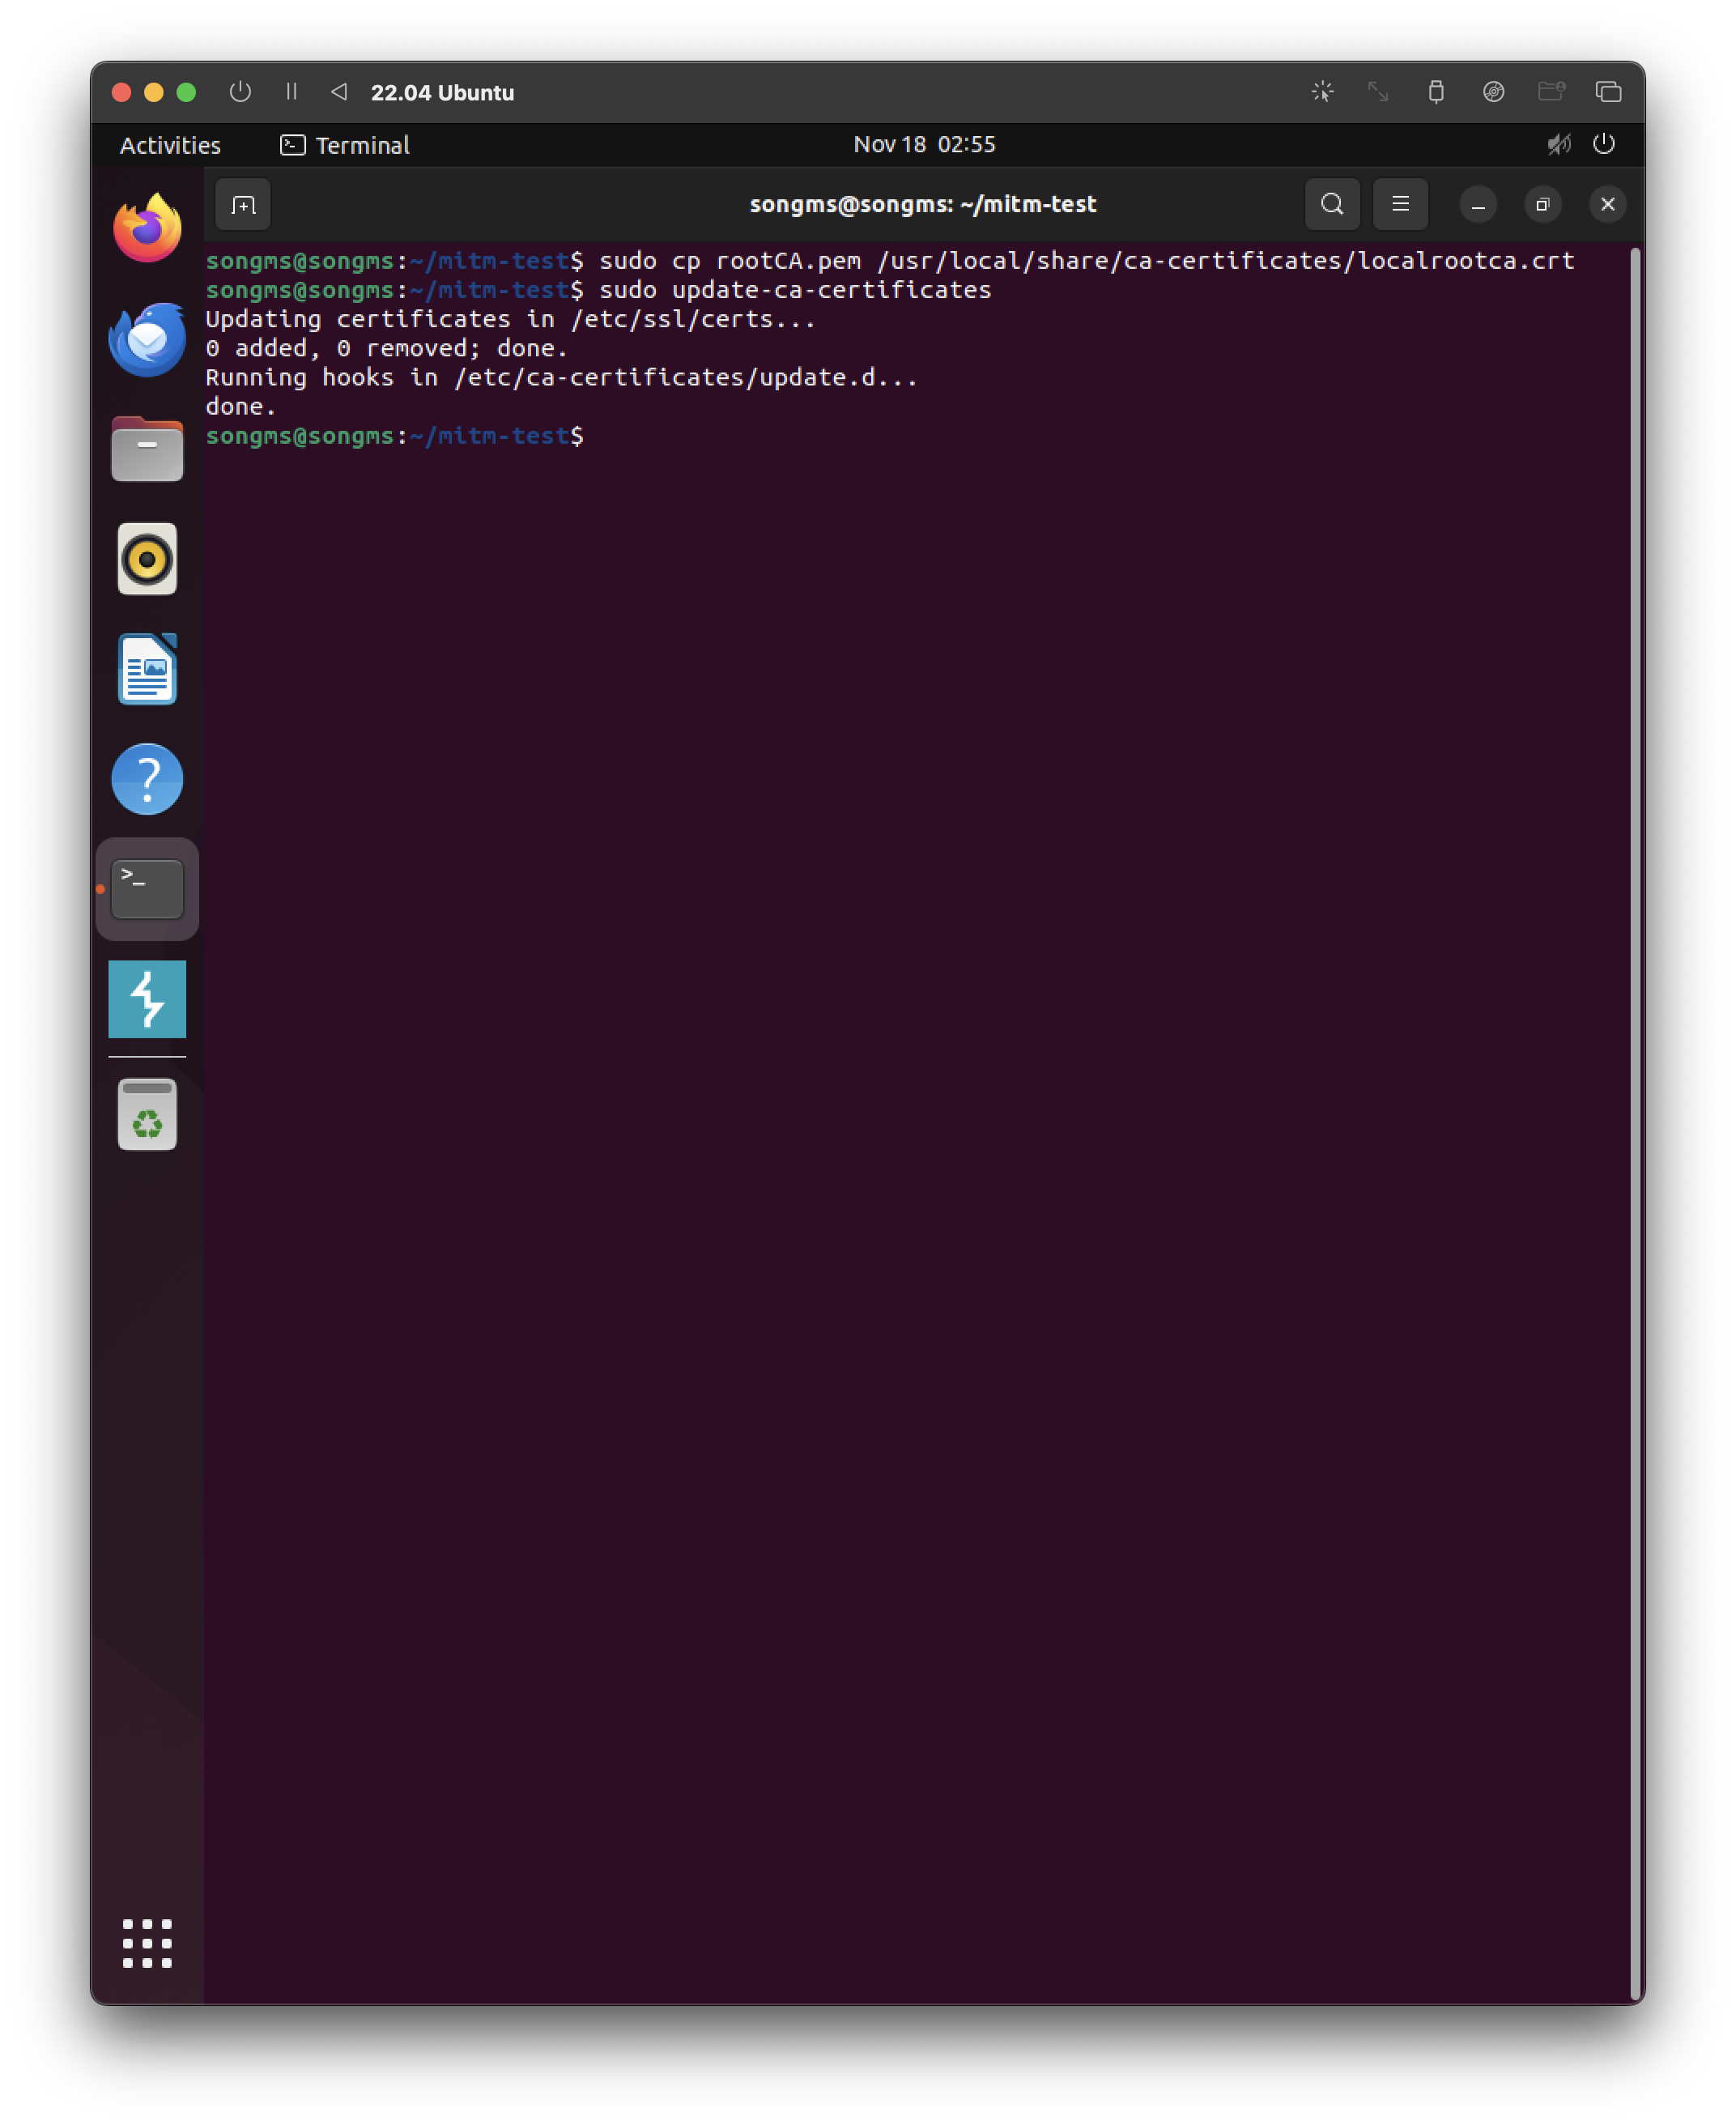 22.04 Ubuntu
Activities
Terminal
Nov 18 02:55
songms@songms: ~/mitm-test
songms@songms:~/mitm-test$ sudo cp rootCA.pem /usr/local/share/ca-certificates/localrootca.crt
songms@songms:~/mitm-test$ sudo update-ca-certificates
Updating certificates in /etc/ssl/certs...
0 added, 0 removed; done.
Running hooks in /etc/ca-certificates/update.d...
done.
songms@songms:~/mitm-test$